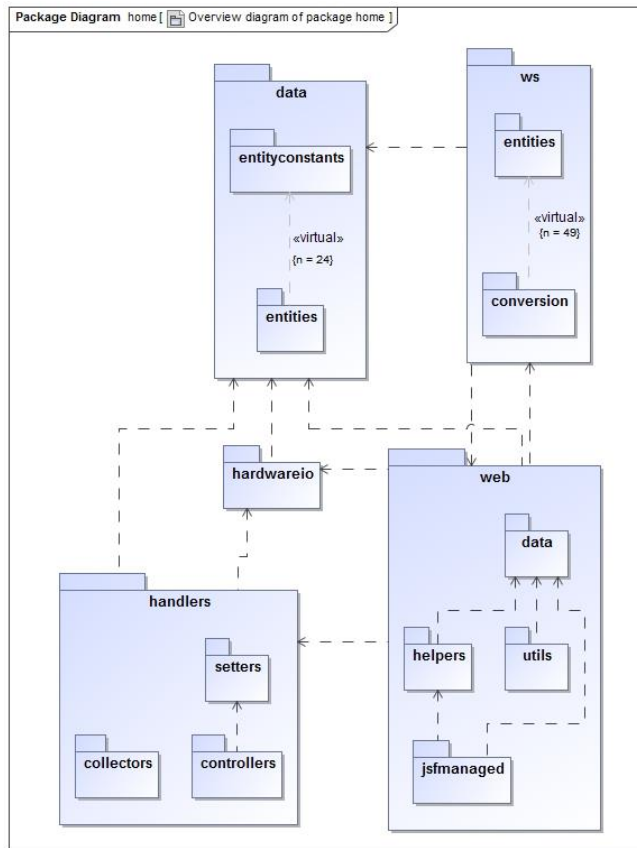 Package Diagram home [ Overview diagram of package home ]
data
ws
entityconstants
entities
«virtual»
{n = 24}
«virtual»
{n = 49}
entities
conversion
hardwareio
web
data
handlers
helpers
utils
setters
collectors
controllers
jsfmanaged